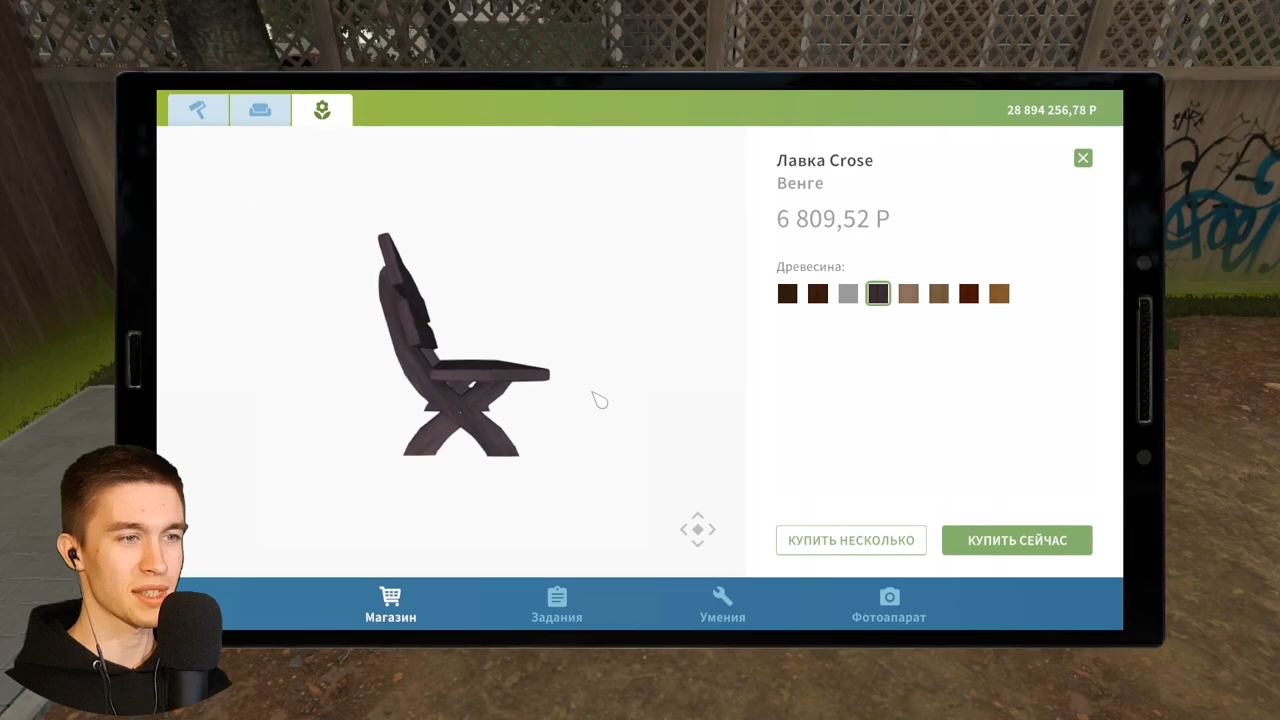 28 894 256,78 Р
Лавка Crose
Венге
6 809,52 Р
Древесина:
КУПИТЬ НЕСКОЛЬКО
КУПИТЬ СЕЙЧАС
Магазин
Задания
Умения
Фотоапарат